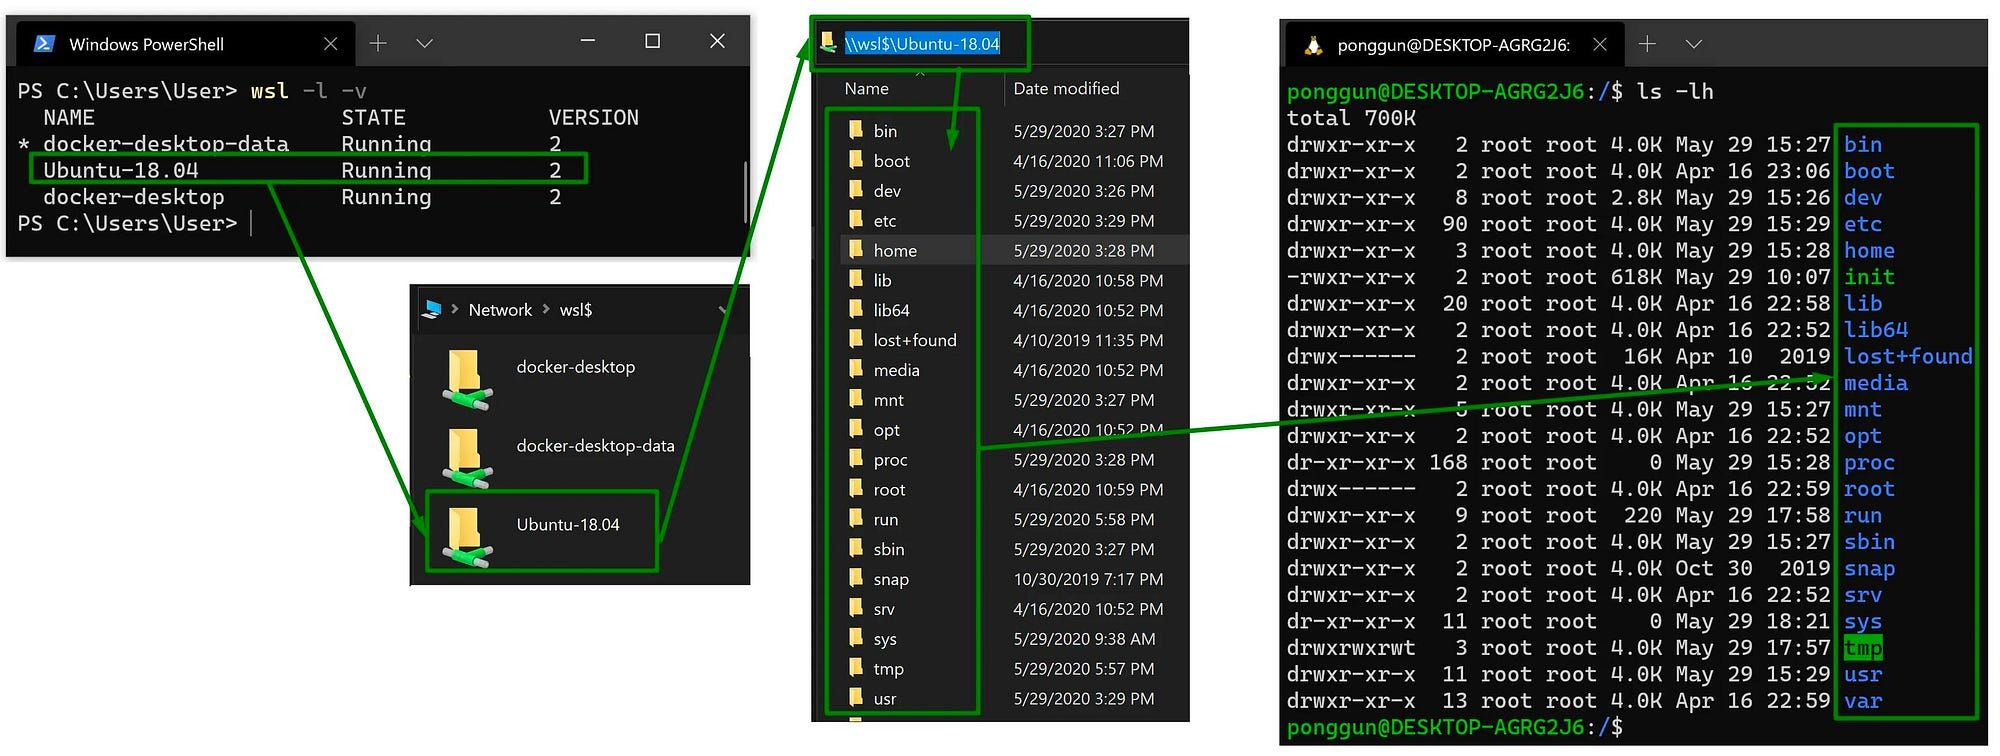 Windows PowerShell
PS C:\Users\User> wsl -l -v
NAME STATE VERSION
* docker-desktop-data Running 2
Ubuntu-18.04 Running 2
docker-desktop Running 2
PS C:\Users\User>
Network > wsl$
docker-desktop
docker-desktop-data
Ubuntu-18.04
\\wsl$\Ubuntu-18.04
Name Date modified
bin 5/29/2020 3:27 PM
boot 4/16/2020 11:06 PM
dev 5/29/2020 3:26 PM
etc 5/29/2020 3:29 PM
home 5/29/2020 3:28 PM
lib 4/16/2020 10:58 PM
lib64 4/16/2020 10:52 PM
lost+found 4/10/2019 11:35 PM
media 4/16/2020 10:52 PM
mnt 5/29/2020 3:27 PM
opt 4/16/2020 10:52 PM
proc 5/29/2020 3:28 PM
root 4/16/2020 10:59 PM
run 5/29/2020 5:58 PM
sbin 5/29/2020 3:27 PM
snap 10/30/2019 7:17 PM
srv 4/16/2020 10:52 PM
sys 5/29/2020 9:38 AM
tmp 5/29/2020 5:57 PM
usr 5/29/2020 3:29 PM
ponggun@DESKTOP-AGRG2J6:
ponggun@DESKTOP-AGRG2J6:/$ ls -lh
total 700K
drwxr-xr-x 2 root root 4.0K May 29 15:27 bin
drwxr-xr-x 2 root root 4.0K Apr 16 23:06 boot
drwxr-xr-x 8 root root 2.8K May 29 15:26 dev
drwxr-xr-x 90 root root 4.0K May 29 15:29 etc
drwxr-xr-x 3 root root 4.0K May 29 15:28 home
-rwxr-xr-x 2 root root 618K May 29 10:07 init
drwxr-xr-x 20 root root 4.0K Apr 16 22:58 lib
drwxr-xr-x 2 root root 4.0K Apr 16 22:52 lib64
drwx------ 2 root root 16K Apr 10 2019 lost+found
drwxr-xr-x 2 root root 4.0K Apr 16 22:52 media
drwxr-xr-x 5 root root 4.0K May 29 15:27 mnt
drwxr-xr-x 2 root root 4.0K Apr 16 22:52 opt
dr-xr-xr-x 168 root root 0 May 29 15:28 proc
drwx------ 2 root root 4.0K Apr 16 22:59 root
drwxr-xr-x 9 root root 220 May 29 17:58 run
drwxr-xr-x 2 root root 4.0K May 29 15:27 sbin
drwxr-xr-x 2 root root 4.0K Oct 30 2019 snap
drwxr-xr-x 2 root root 4.0K Apr 16 22:52 srv
dr-xr-xr-x 11 root root 0 May 29 18:21 sys
drwxrwxrwt 3 root root 4.0K May 29 17:57 tmp
drwxr-xr-x 11 root root 4.0K May 29 15:29 usr
drwxr-xr-x 13 root root 4.0K Apr 16 22:59 var
ponggun@DESKTOP-AGRG2J6:/$